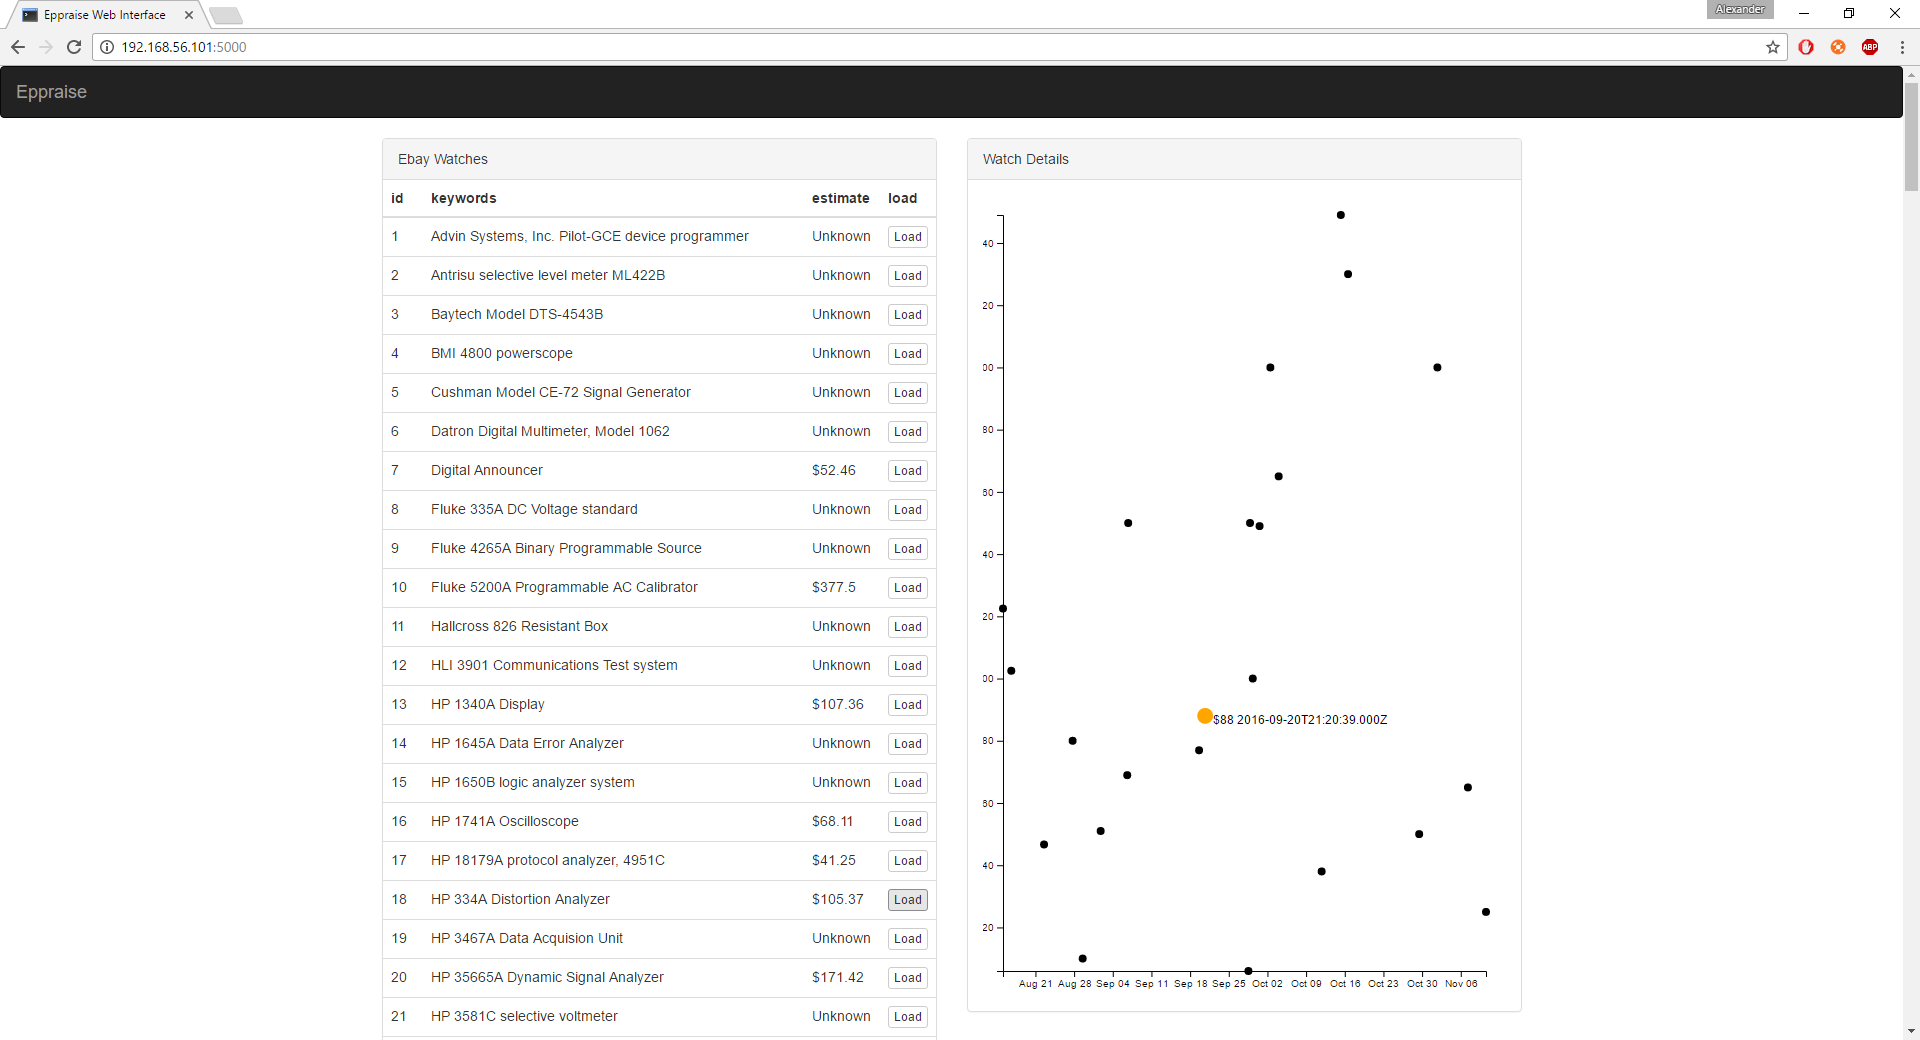 Eppraise Web Interface
Alexander
192.168.56.101:5000
ABP
Eppraise
Ebay Watches
id keywords estimate load
1 Advin Systems, Inc. Pilot-GCE device programmer Unknown Load
2 Antrisu selective level meter ML422B Unknown Load
3 Baytech Model DTS-4543B Unknown Load
4 BMI 4800 powerscope Unknown Load
5 Cushman Model CE-72 Signal Generator Unknown Load
6 Datron Digital Multimeter, Model 1062 Unknown Load
7 Digital Announcer $52.46 Load
8 Fluke 335A DC Voltage standard Unknown Load
9 Fluke 4265A Binary Programmable Source Unknown Load
10 Fluke 5200A Programmable AC Calibrator $377.5 Load
11 Hallcross 826 Resistant Box Unknown Load
12 HLI 3901 Communications Test system Unknown Load
13 HP 1340A Display $107.36 Load
14 HP 1645A Data Error Analyzer Unknown Load
15 HP 1650B logic analyzer system Unknown Load
16 HP 1741A Oscilloscope $68.11 Load
17 HP 18179A protocol analyzer, 4951C $41.25 Load
18 HP 334A Distortion Analyzer $105.37 Load
19 HP 3467A Data Acquision Unit Unknown Load
20 HP 35665A Dynamic Signal Analyzer $171.42 Load
21 HP 3581C selective voltmeter Unknown Load
Watch Details
40
20
00
80
60
40
20
00
$88 2016-09-20T21:20:39.000Z
80
60
40
20
Aug 21 Aug 28 Sep 04 Sep 11 Sep 18 Sep 25 Oct 02 Oct 09 Oct 16 Oct 23 Oct 30 Nov 06